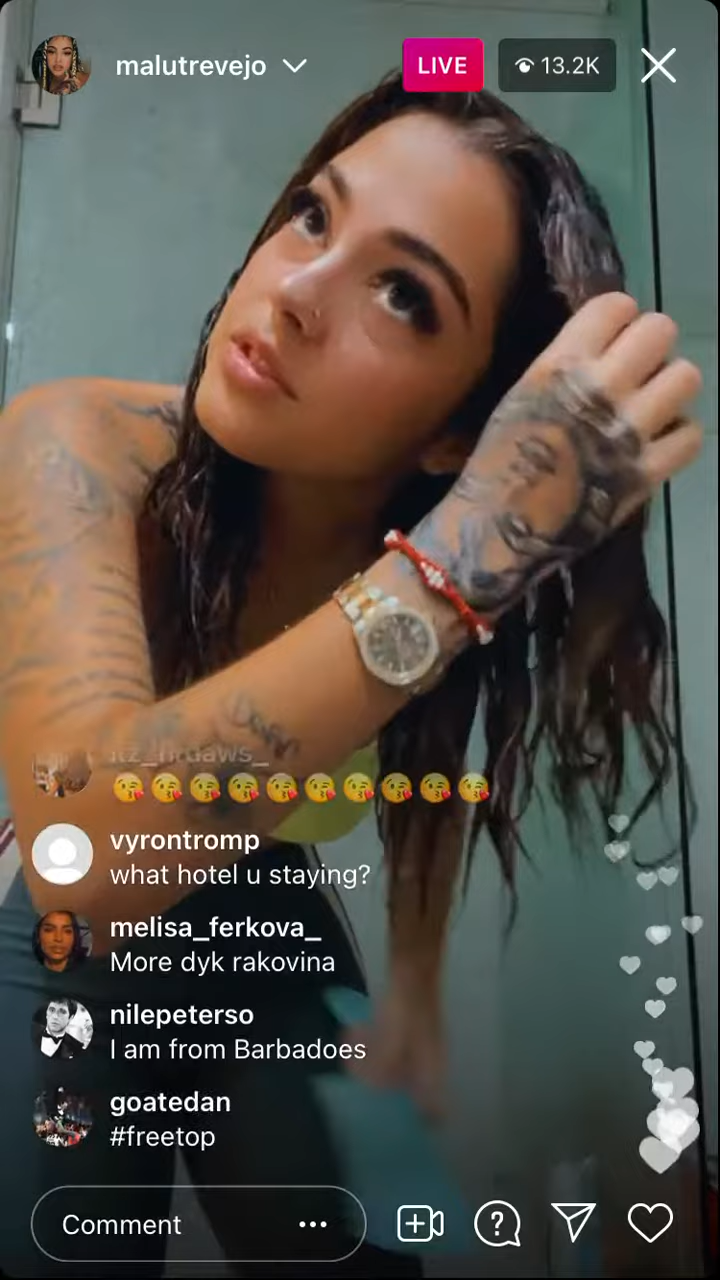 malutrevejo
LIVE
13.2K
😘😘😘😘😘😘😘😘😘😘
vyrontromp
what hotel u staying?
melisa_ferkova_
More dyk rakovina
nilepeterso
I am from Barbadoes
goatedan
#freetop
Comment